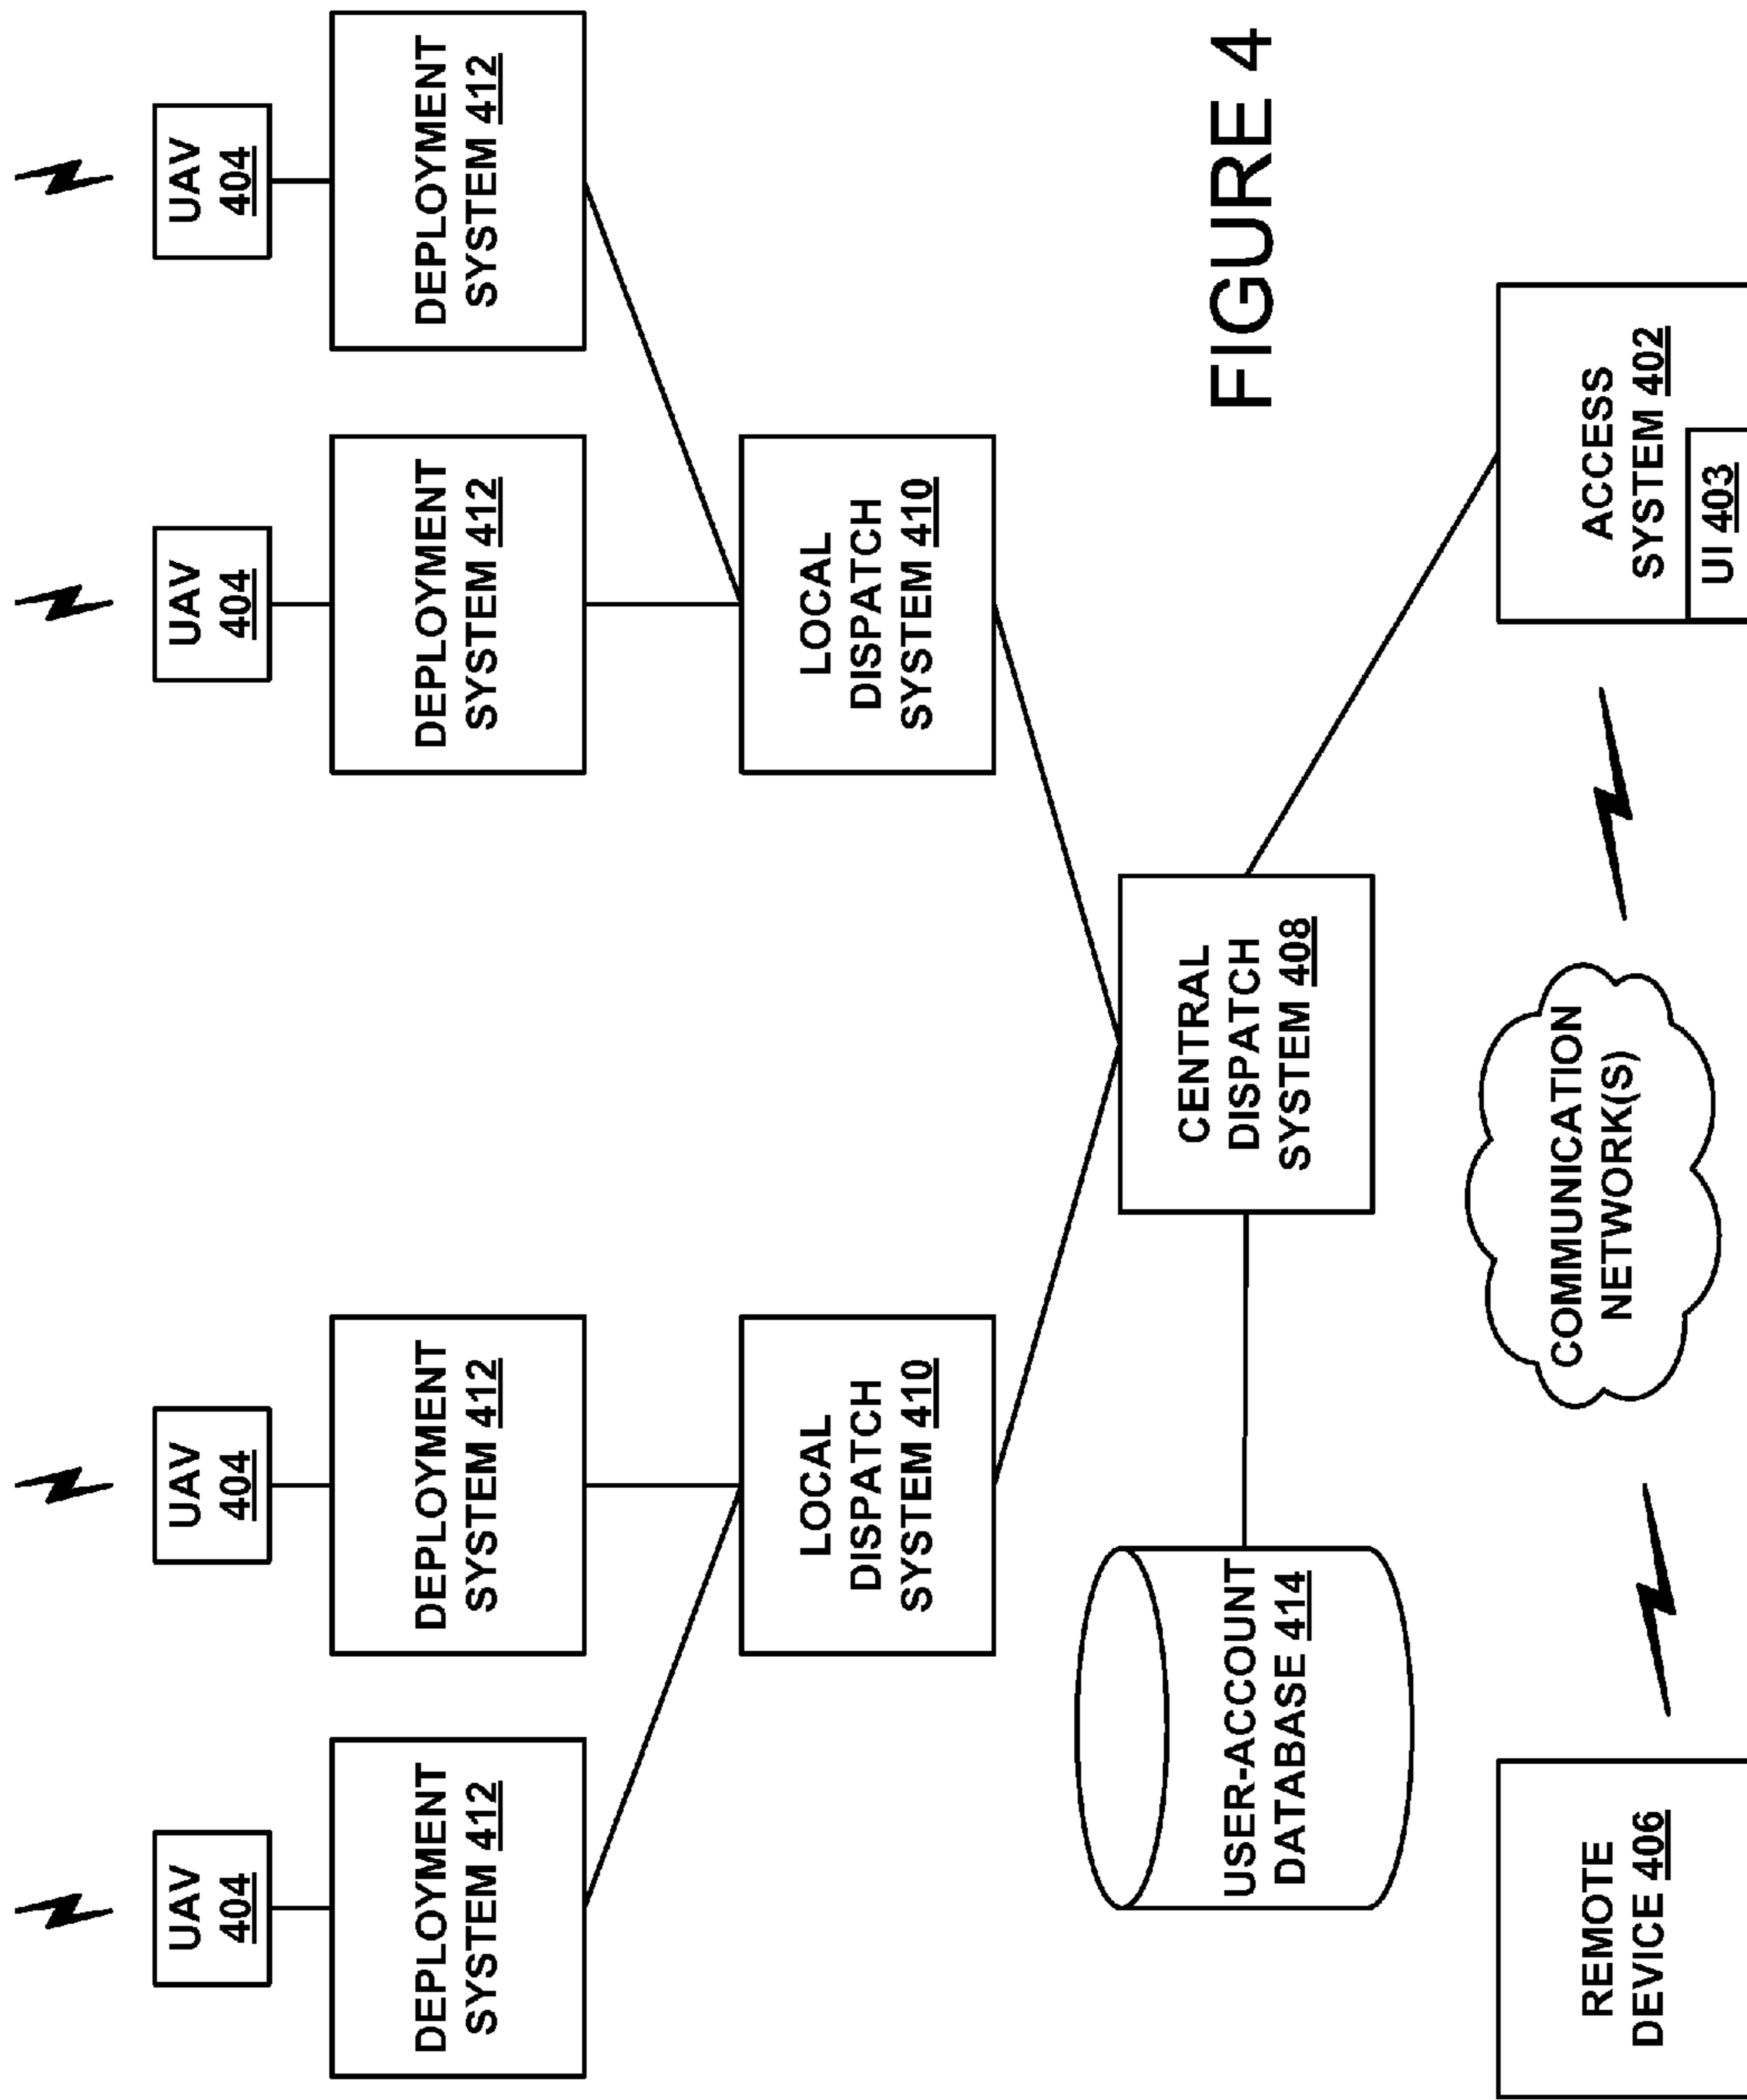 UAV
404
UAV
404
UAV
404
UAV
404
DEPLOYMENT
SYSTEM 412
DEPLOYMENT
SYSTEM 412
DEPLOYMENT
SYSTEM 412
DEPLOYMENT
SYSTEM 412
LOCAL
DISPATCH
SYSTEM 410
LOCAL
DISPATCH
SYSTEM 410
USER-ACCOUNT
DATABASE 414
CENTRAL
DISPATCH
SYSTEM 408
FIGURE 4
REMOTE
DEVICE 406
COMMUNICATION
NETWORK(S)
ACCESS
SYSTEM 402
UI 403